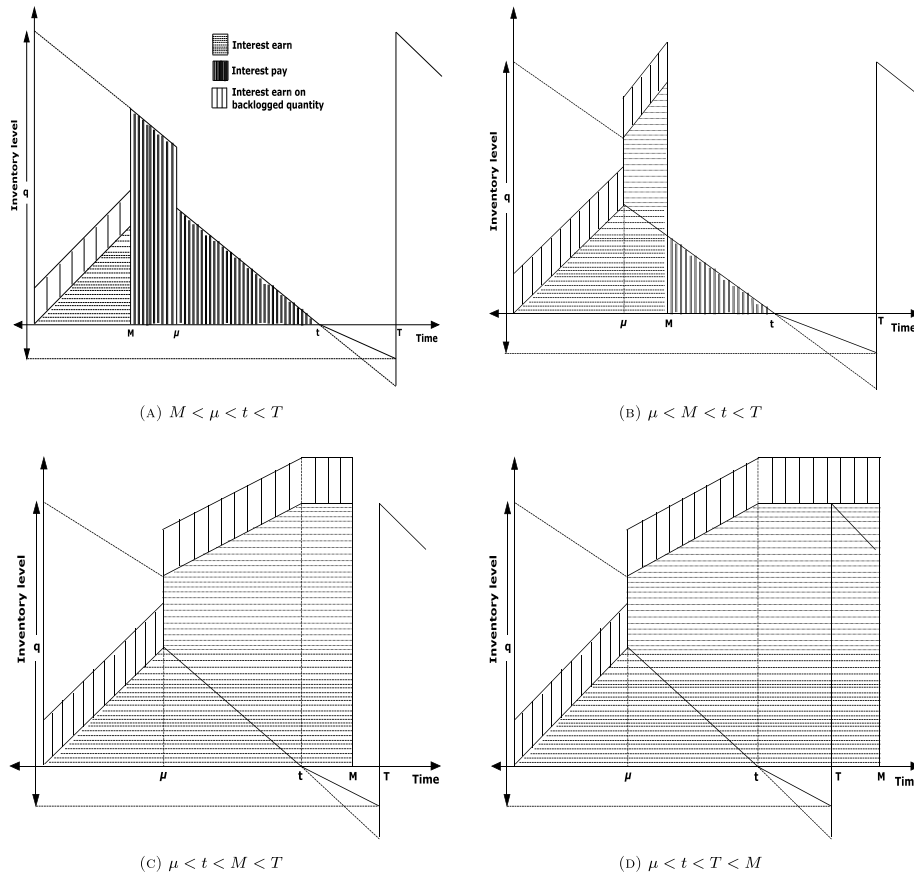 Interest earn
Interest pay
Interest earn on
backlogged quantity
Inventory level
q
M
μ
t
T
Time
(A) M < μ < t < T
Inventory level
q
μ
M
t
T
Time
(B) μ < M < t < T
Inventory level
q
μ
t
M
T
Time
(C) μ < t < M < T
Inventory level
q
μ
t
T
M
Tim
(D) μ < t < T < M